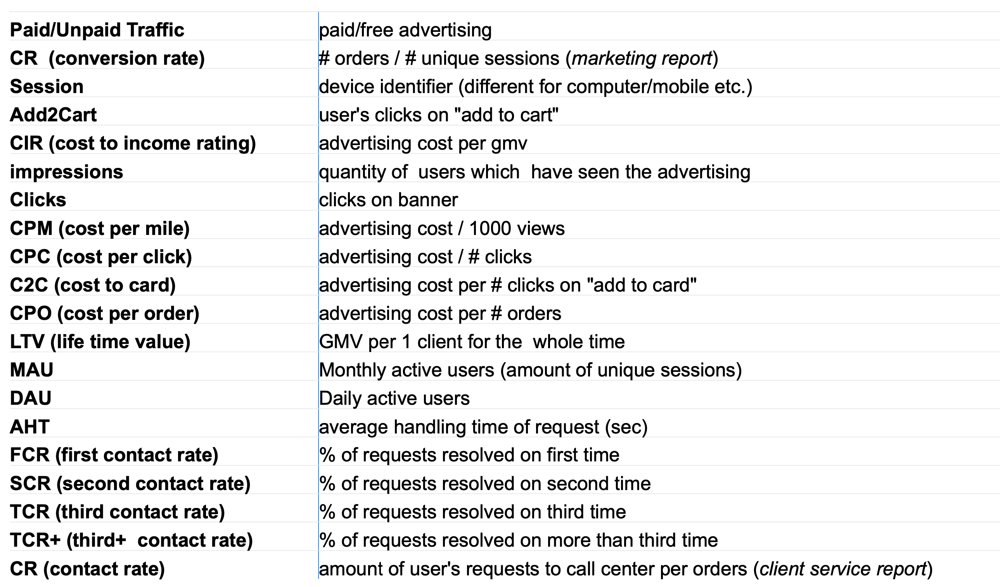 Paid/Unpaid Traffic paid/free advertising
CR  (conversion rate) # orders / # unique sessions (marketing report)
Session device identifier (different for computer/mobile etc.)
Add2Cart user's clicks on "add to cart"
CIR (cost to income rating) advertising cost per gmv
impressions quantity of  users which  have seen the advertising
Clicks clicks on banner
CPM (cost per mile) advertising cost / 1000 views
CPC (cost per click) advertising cost / # clicks
C2C (cost to card) advertising cost per # clicks on "add to card"
CPO (cost per order) advertising cost per # orders
LTV (life time value) GMV per 1 client for the  whole time
MAU Monthly active users (amount of unique sessions)
DAU Daily active users
AHT average handling time of request (sec)
FCR (first contact rate) % of requests resolved on first time
SCR (second contact rate) % of requests resolved on second time
TCR (third contact rate) % of requests resolved on third time
TCR+ (third+  contact rate) % of requests resolved on more than third time
CR (contact rate) amount of user's requests to call center per orders (client service report)